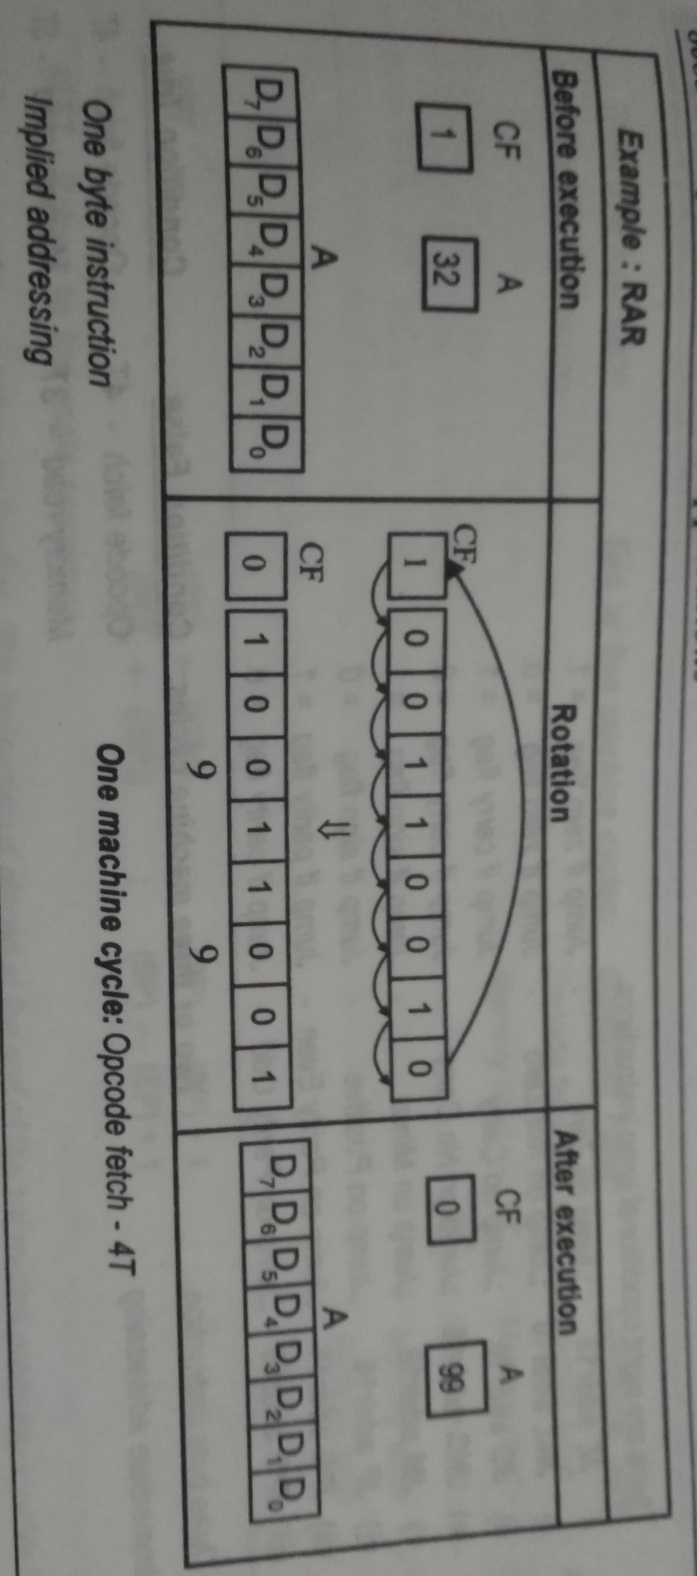 Example : RAR
Before execution
Rotation
After execution
CF A
1 32
A
D7 D6 D5 D4 D3 D2 D1 D0
CF
1 0 0 1 1 0 0 1 0
⇓
CF
0 1 0 0 1 1 0 0 1
9 9
CF A
0 99
A
D7 D6 D5 D4 D3 D2 D1 D0
One byte instruction
One machine cycle: Opcode fetch - 4T
Implied addressing